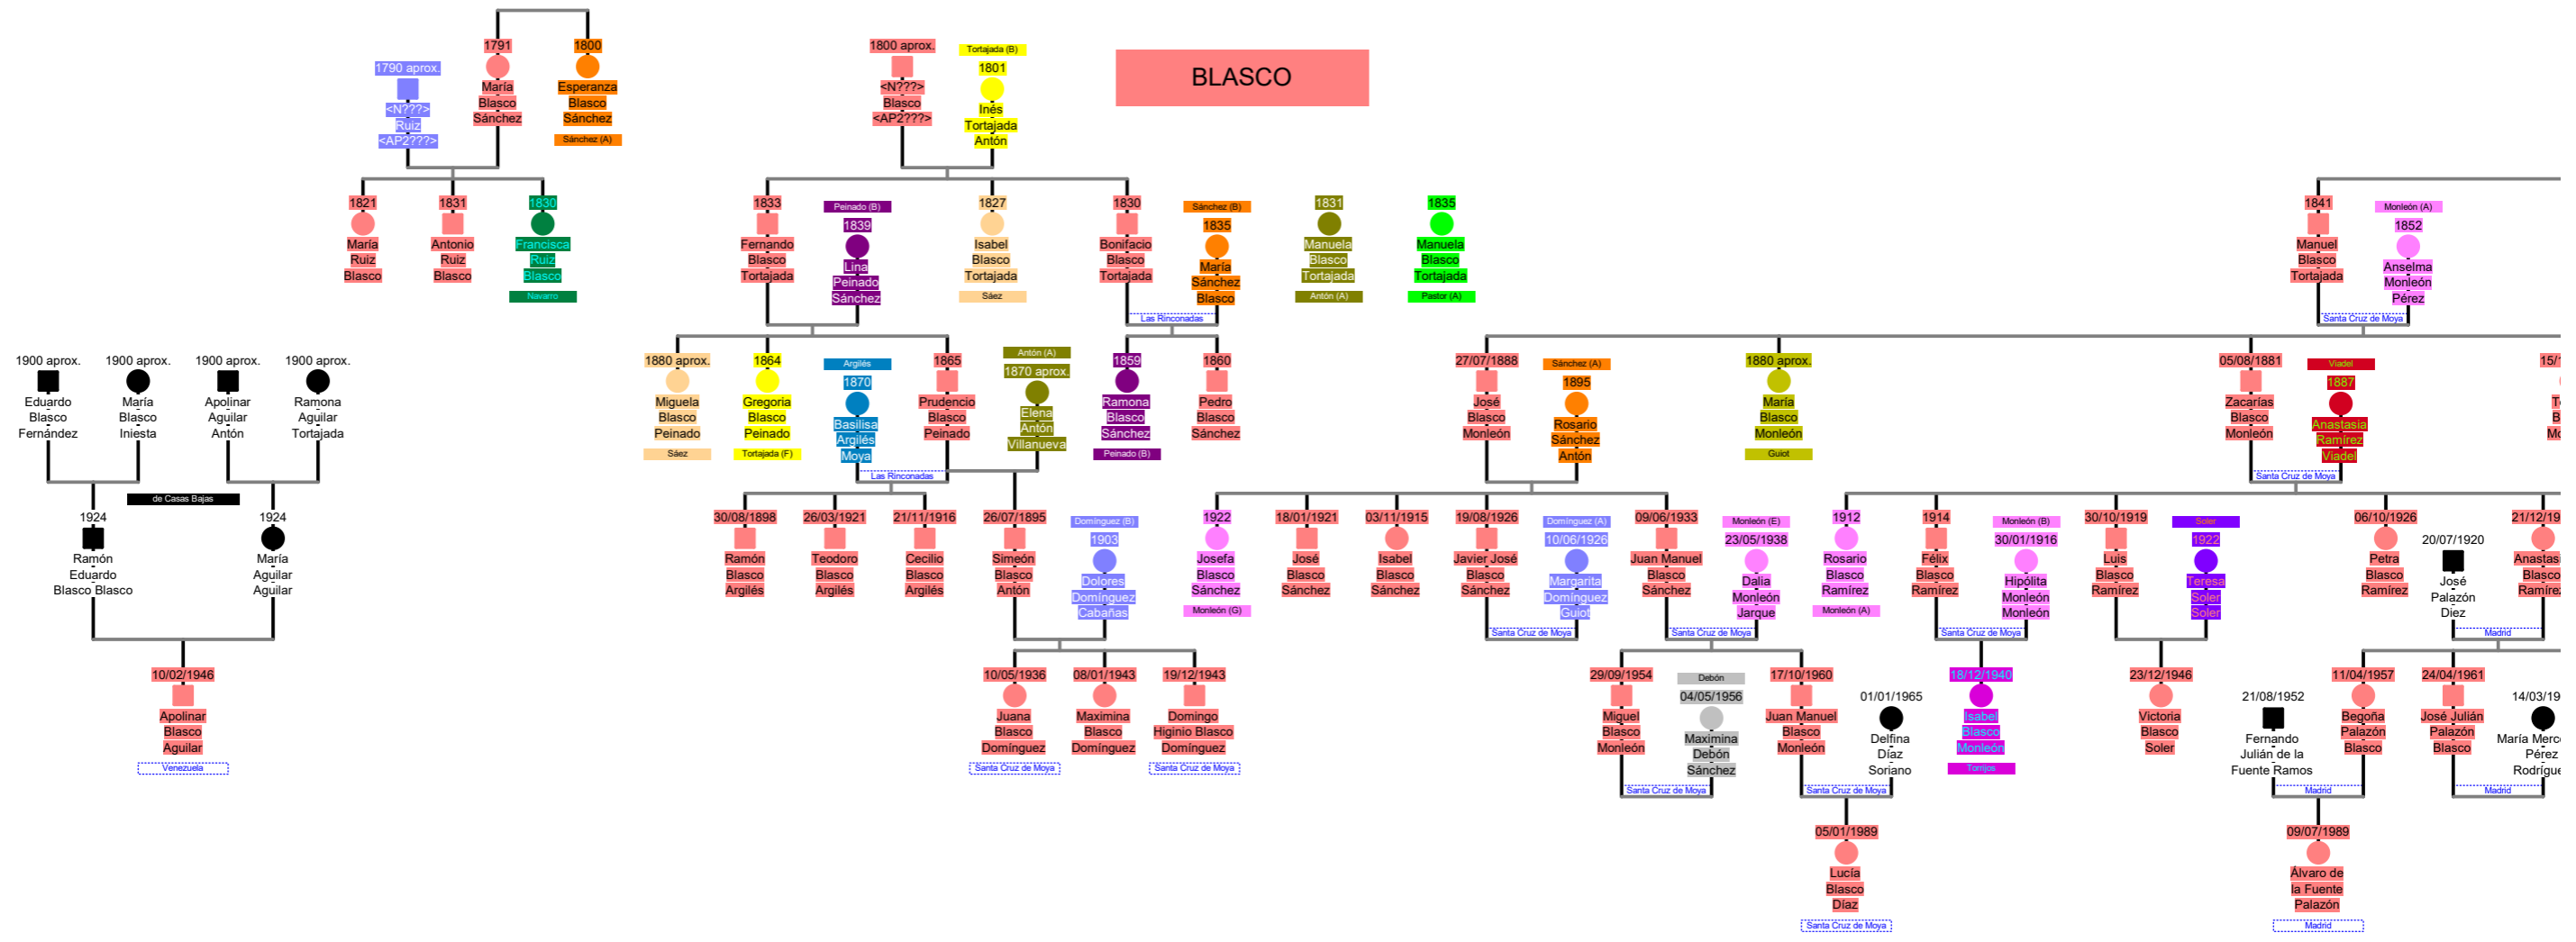 BLASCO
1791
María
Blasco
Sánchez
1800
Esperanza
Blasco
Sánchez
Sánchez (A)
1790 aprox.
<N???>
Ruiz
<AP2???>
1800 aprox.
<N???>
Blasco
<AP2???>
Tortajada (B)
1801
Inés
Tortajada
Antón
1821
María
Ruiz
Blasco
1831
Antonio
Ruiz
Blasco
1830
Francisca
Ruiz
Blasco
Navarro
1833
Fernando
Blasco
Tortajada
Peinado (B)
1839
Lina
Peinado
Sánchez
1827
Isabel
Blasco
Tortajada
Sáez
1830
Bonifacio
Blasco
Tortajada
Sánchez (B)
1835
María
Sánchez
Blasco
Las Rinconadas
1831
Manuela
Blasco
Tortajada
Antón (A)
1835
Manuela
Blasco
Tortajada
Pastor (A)
1841
Manuel
Blasco
Tortajada
Monleón (A)
1852
Anselma
Monleón
Pérez
Santa Cruz de Moya
1900 aprox.
Eduardo
Blasco
Fernández
1900 aprox.
María
Blasco
Iniesta
1900 aprox.
Apolinar
Aguilar
Antón
1900 aprox.
Ramona
Aguilar
Tortajada
1880 aprox.
Miguela
Blasco
Peinado
Sáez
1864
Gregoria
Blasco
Peinado
Tortajada (F)
Argilés
1870
Basilisa
Argilés
Moya
1865
Prudencio
Blasco
Peinado
Las Rinconadas
Antón (A)
1870 aprox.
Elena
Antón
Villanueva
1859
Ramona
Blasco
Sánchez
Peinado (B)
1860
Pedro
Blasco
Sánchez
27/07/1888
José
Blasco
Monleón
Sánchez (A)
1895
Rosario
Sánchez
Antón
1880 aprox.
María
Blasco
Monleón
Guiot
05/08/1881
Zacarías
Blasco
Monleón
Viadel
1887
Anastasia
Ramírez
Viadel
Santa Cruz de Moya
15/1
de Casas Bajas
1924
Ramón
Eduardo
Blasco Blasco
1924
María
Aguilar
Aguilar
30/08/1898
Ramón
Blasco
Argilés
26/03/1921
Teodoro
Blasco
Argilés
21/11/1916
Cecilio
Blasco
Argilés
26/07/1895
Simeón
Blasco
Antón
Domínguez (B)
1903
Dolores
Domínguez
Cabañas
1922
Josefa
Blasco
Sánchez
Monleón (G)
18/01/1921
José
Blasco
Sánchez
03/11/1915
Isabel
Blasco
Sánchez
19/08/1926
Javier José
Blasco
Sánchez
Domínguez (A)
10/06/1926
Margarita
Domínguez
Guiot
Santa Cruz de Moya
09/06/1933
Juan Manuel
Blasco
Sánchez
Monleón (E)
23/05/1938
Dalia
Monleón
Jarque
Santa Cruz de Moya
1912
Rosario
Blasco
Ramírez
Monleón (A)
1914
Félix
Blasco
Ramírez
Monleón (B)
30/01/1916
Hipólita
Monleón
Monleón
Santa Cruz de Moya
30/10/1919
Luis
Blasco
Ramírez
Soler
1922
Teresa
Soler
Soler
06/10/1926
Petra
Blasco
Ramírez
20/07/1920
José
Palazón
Diez
21/12/19
Anastas
Blasco
Ramírez
Madrid
10/02/1946
Apolinar
Blasco
Aguilar
Venezuela
10/05/1936
Juana
Blasco
Domínguez
Santa Cruz de Moya
08/01/1943
Maximina
Blasco
Domínguez
19/12/1943
Domingo
Higinio Blasco
Domínguez
Santa Cruz de Moya
29/09/1954
Miguel
Blasco
Monleón
Debón
04/05/1956
Maximina
Debón
Sánchez
Santa Cruz de Moya
17/10/1960
Juan Manuel
Blasco
Monleón
01/01/1965
Delfina
Díaz
Soriano
Santa Cruz de Moya
18/12/1940
Isabel
Blasco
Monleón
Torrijos
23/12/1946
Victoria
Blasco
Soler
21/08/1952
Fernando
Julián de la
Fuente Ramos
11/04/1957
Begoña
Palazón
Blasco
Madrid
24/04/1961
José Julián
Palazón
Blasco
14/03/19
María Merc
Pérez
Rodrígue
Madrid
05/01/1989
Lucía
Blasco
Díaz
Santa Cruz de Moya
09/07/1989
Álvaro de
la Fuente
Palazón
Madrid